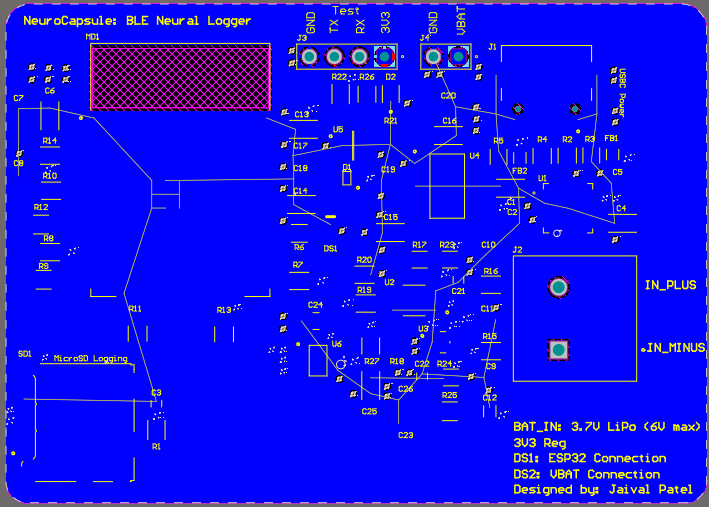 NeuroCapsule: BLE Neural Logger
Test
GND
TX
RX
3V3
GND
VBAT
MD1
J3
J4
J1
USBC Power
R22
R26
D2
C6
C7
C20
C13
U5
R21
C16
R14
C17
R5
R4
R2
R3
FB1
C9
C18
D1
C19
U4
FB2
U1
C5
R10
C14
C1
C2
R12
C15
C4
R8
R6
DS1
R17
R23
C10
J2
R9
R7
R20
U2
R16
R19
C21
IN_PLUS
R11
R13
C24
C11
U3
R15
U6
IN_MINUS
SD1
MicroSD Logging
R27
R18
C22
R24
C9
C26
R25
C12
C3
C25
R1
C23
BAT_IN: 3.7V LiPo (6V max)
3V3 Reg
DS1: ESP32 Connection
DS2: VBAT Connection
Designed by: Jaival Patel